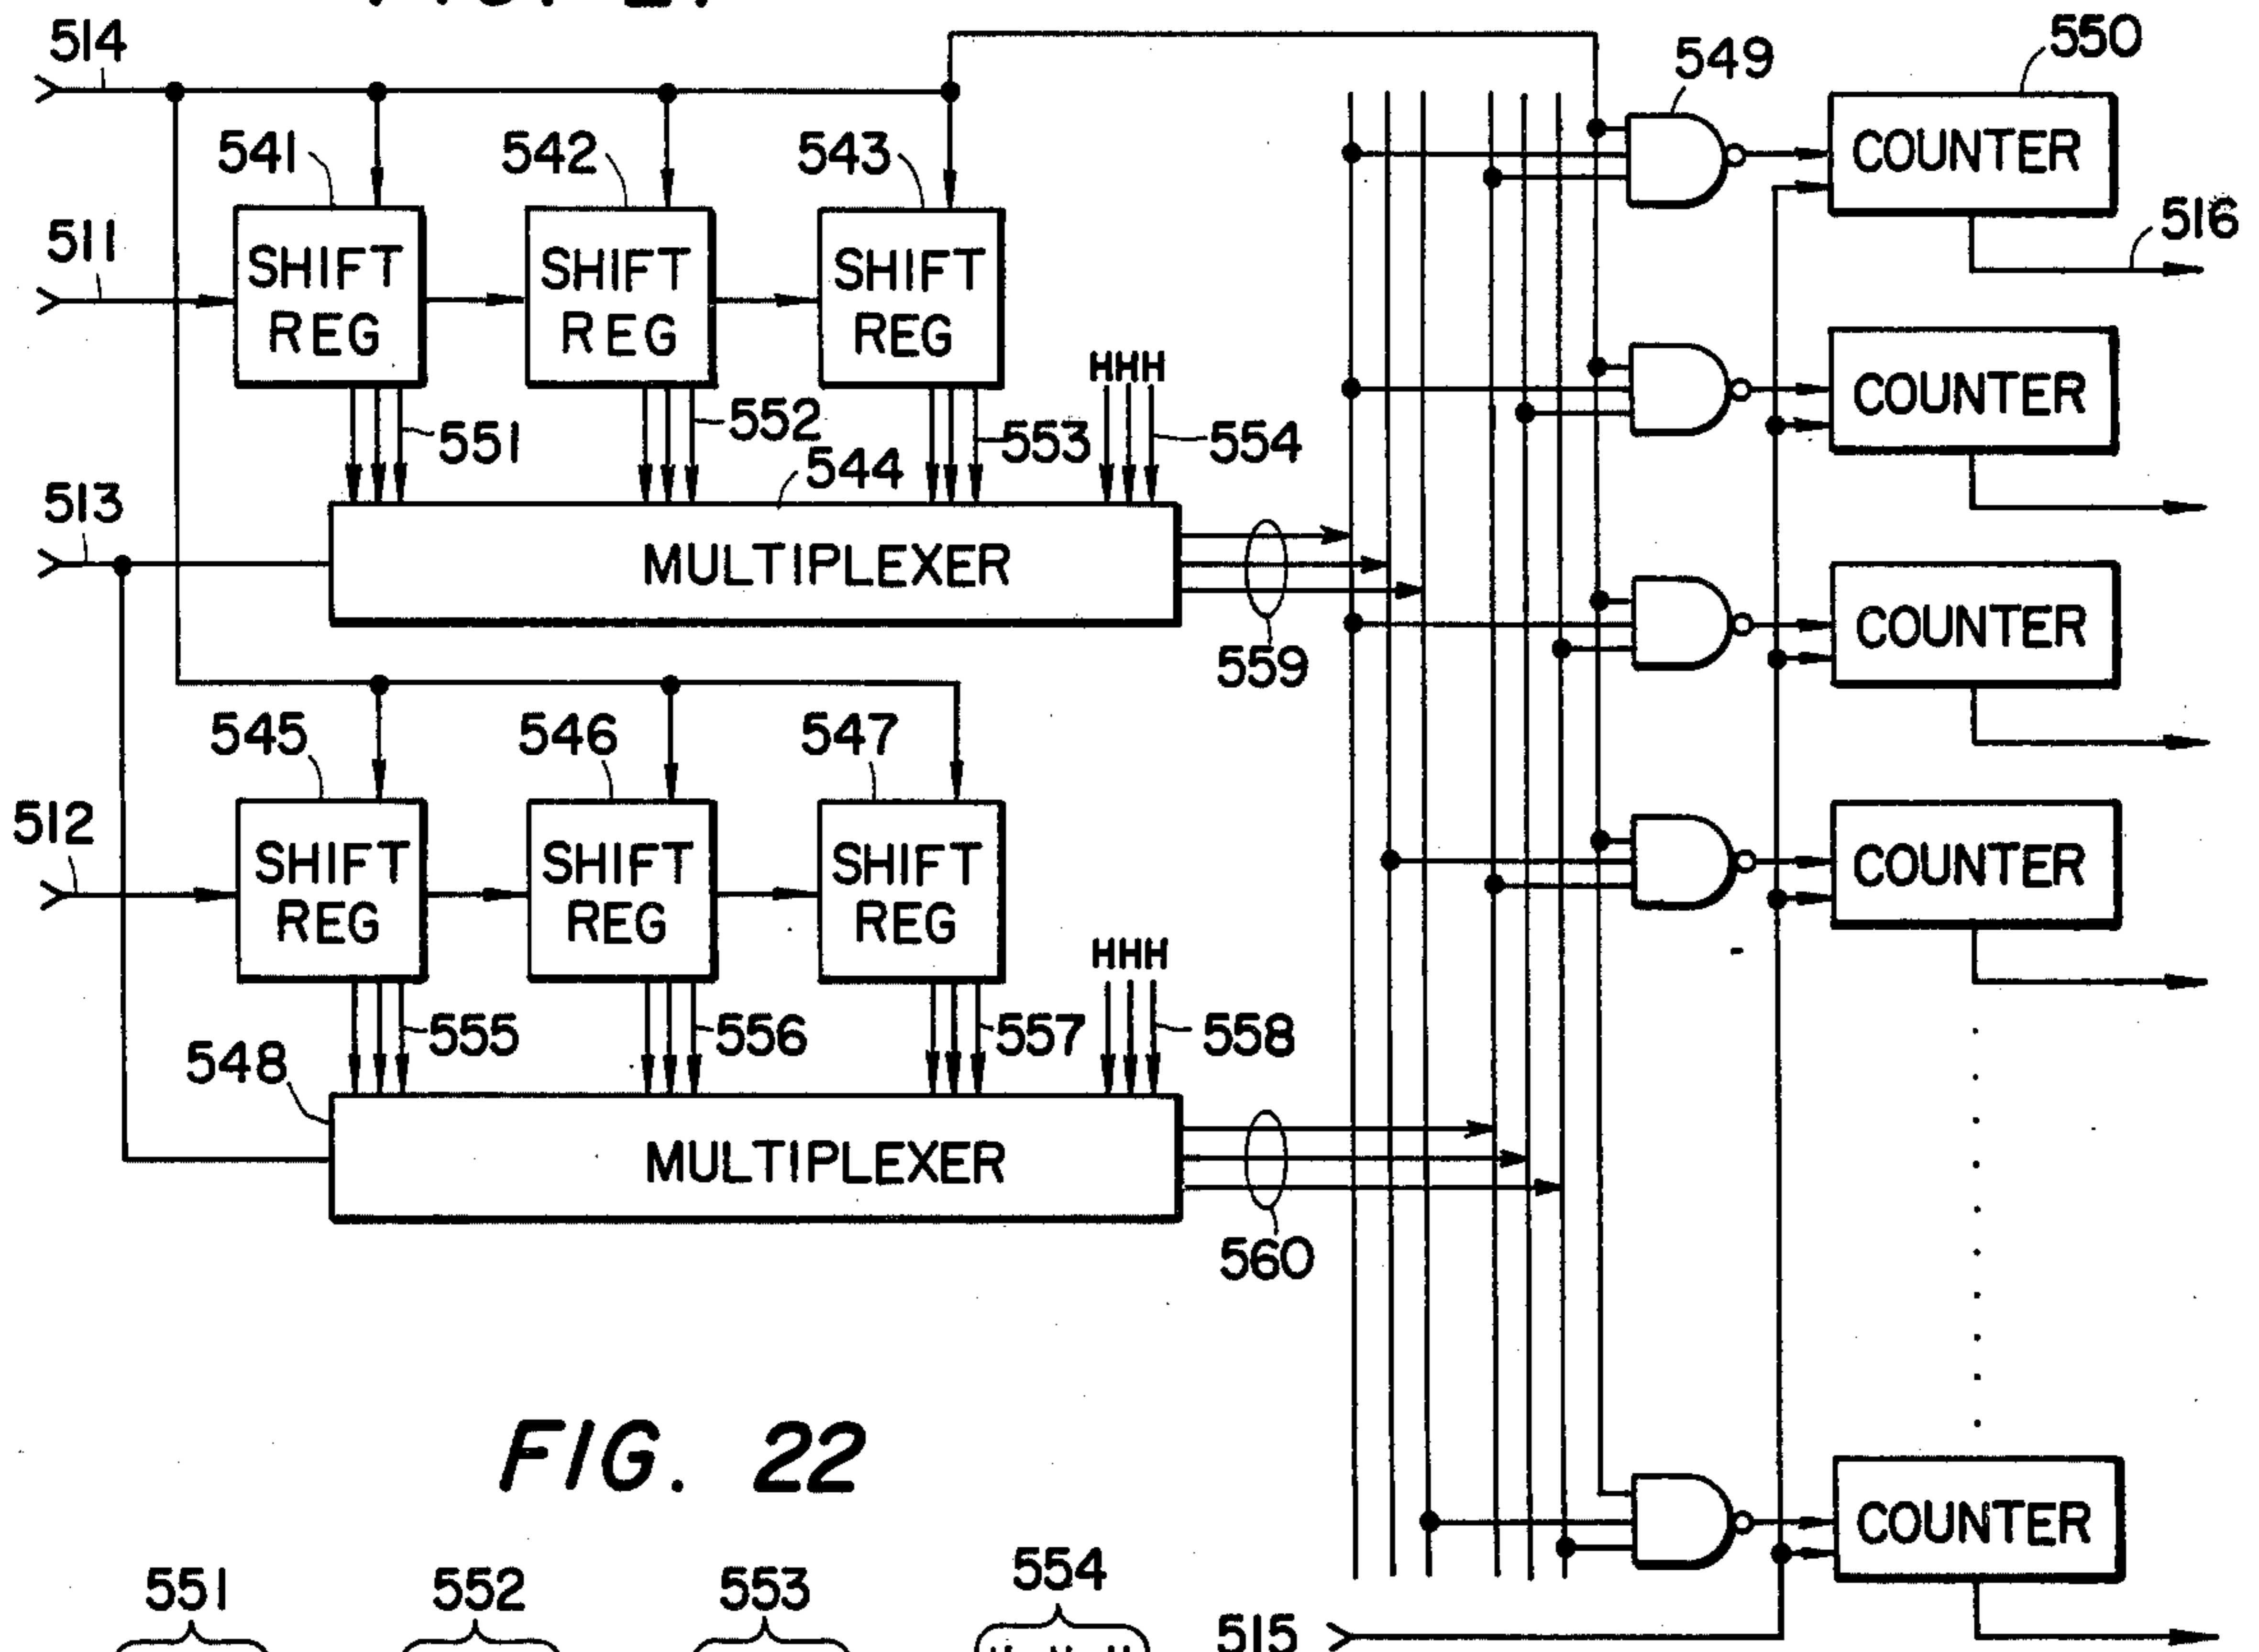 514
549
550
541
542
543
COUNTER
511
516
SHIFT REG
SHIFT REG
SHIFT REG
HHH
COUNTER
551
552
553
554
544
513
MULTIPLEXER
COUNTER
559
545
546
547
512
SHIFT REG
SHIFT REG
SHIFT REG
COUNTER
HHH
555
556
557
558
548
MULTIPLEXER
560
FIG. 22
COUNTER
551
552
553
554
515